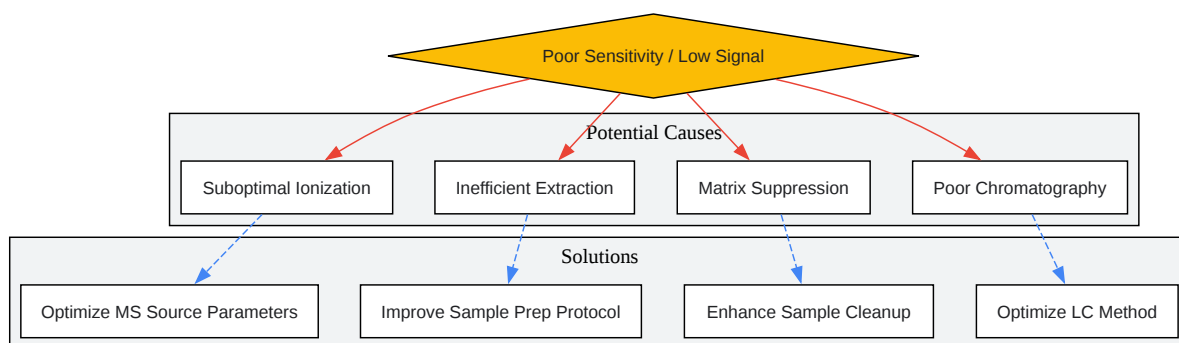 Poor Sensitivity / Low Signal
Potential Causes
Suboptimal Ionization
Inefficient Extraction
Matrix Suppression
Poor Chromatography
Solutions
Optimize MS Source Parameters
Improve Sample Prep Protocol
Enhance Sample Cleanup
Optimize LC Method